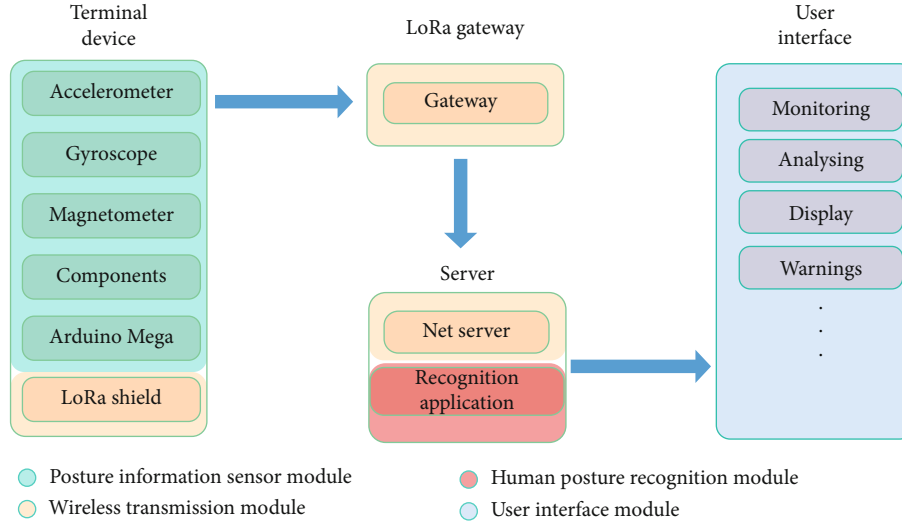 Terminal
device
Accelerometer
Gyroscope
Magnetometer
Components
Arduino Mega
LoRa shield
LoRa gateway
Gateway
Server
Net server
Recognition
application
User
interface
Monitoring
Analysing
Display
Warnings
.
.
.
Posture information sensor module
Wireless transmission module
Human posture recognition module
User interface module